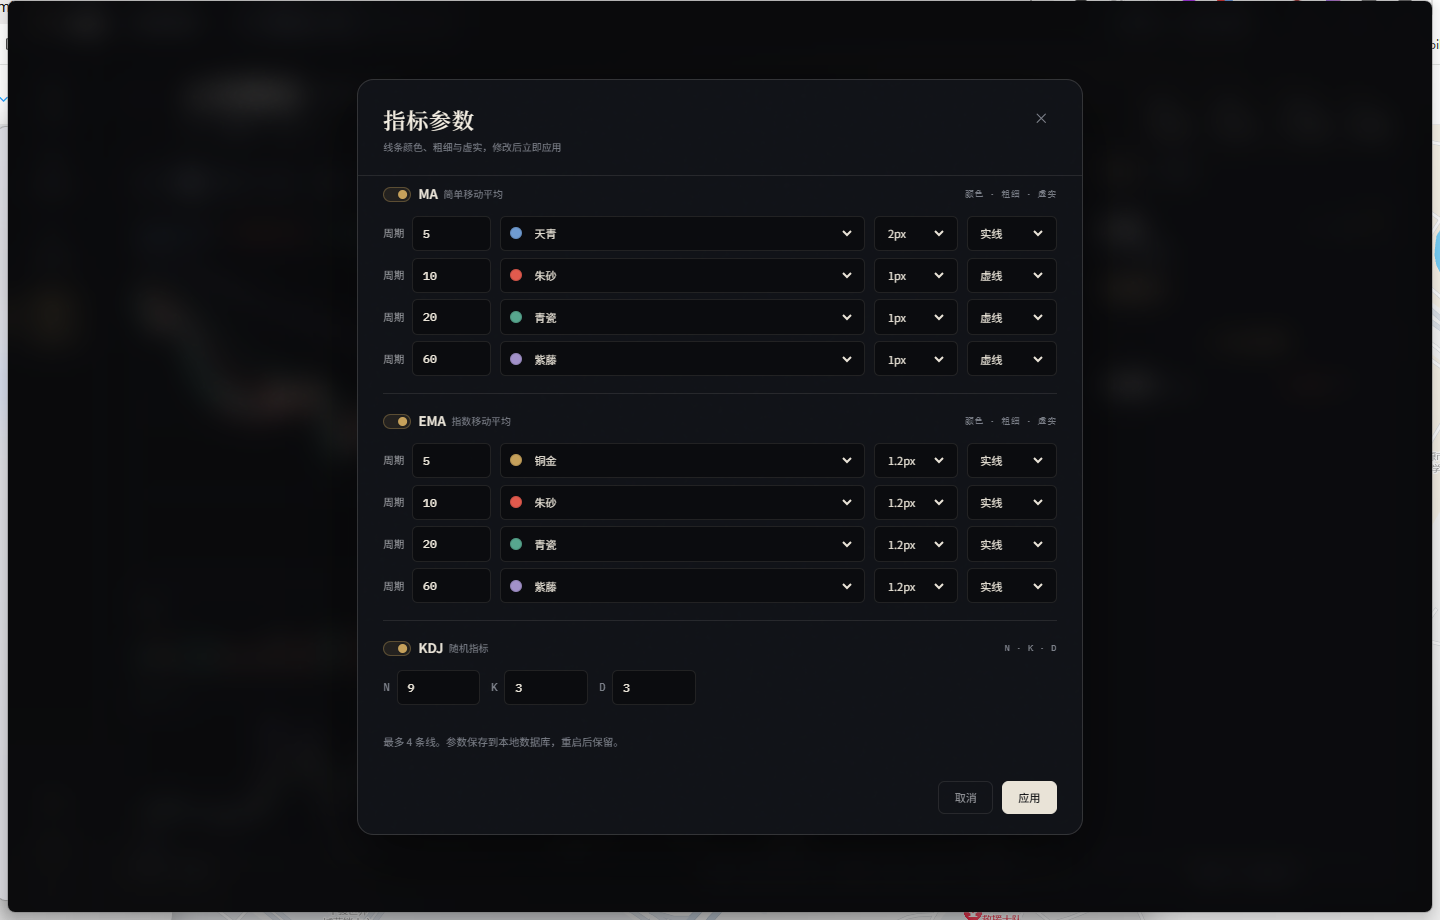 指标参数
线条颜色、粗细与虚实，修改后立即应用
MA 简单移动平均 颜色 · 粗细 · 虚实
周期 5 天青 2px 实线
周期 10 朱砂 1px 虚线
周期 20 青瓷 1px 虚线
周期 60 紫藤 1px 虚线
EMA 指数移动平均 颜色 · 粗细 · 虚实
周期 5 铜金 1.2px 实线
周期 10 朱砂 1.2px 实线
周期 20 青瓷 1.2px 实线
周期 60 紫藤 1.2px 实线
KDJ 随机指标 N · K · D
N 9 K 3 D 3
最多 4 条线。参数保存到本地数据库，重启后保留。
取消 应用